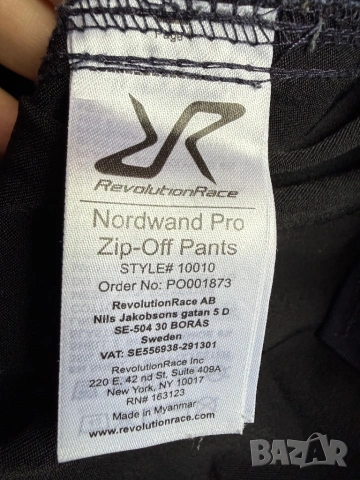 RevolutionRace
Nordwand Pro
Zip-Off Pants
STYLE# 10010
Order No: PO001873
RevolutionRace AB
Nils Jakobsons gatan 5 D
SE-504 30 BORÅS
Sweden
VAT: SE556938-291301
RevolutionRace Inc
220 E. 42 nd St. Suite 409A
New York, NY 10017
RN# 163123
Made in Myanmar
www.revolutionrace.com
BAZAR